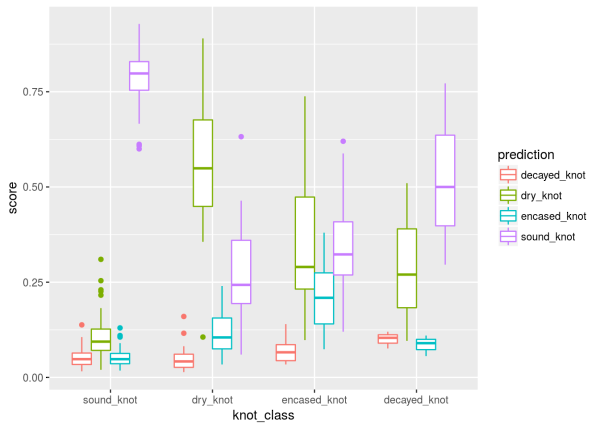 score
0.75
0.50
0.25
0.00
sound_knot dry_knot encased_knot decayed_knot
knot_class
prediction
decayed_knot
dry_knot
encased_knot
sound_knot